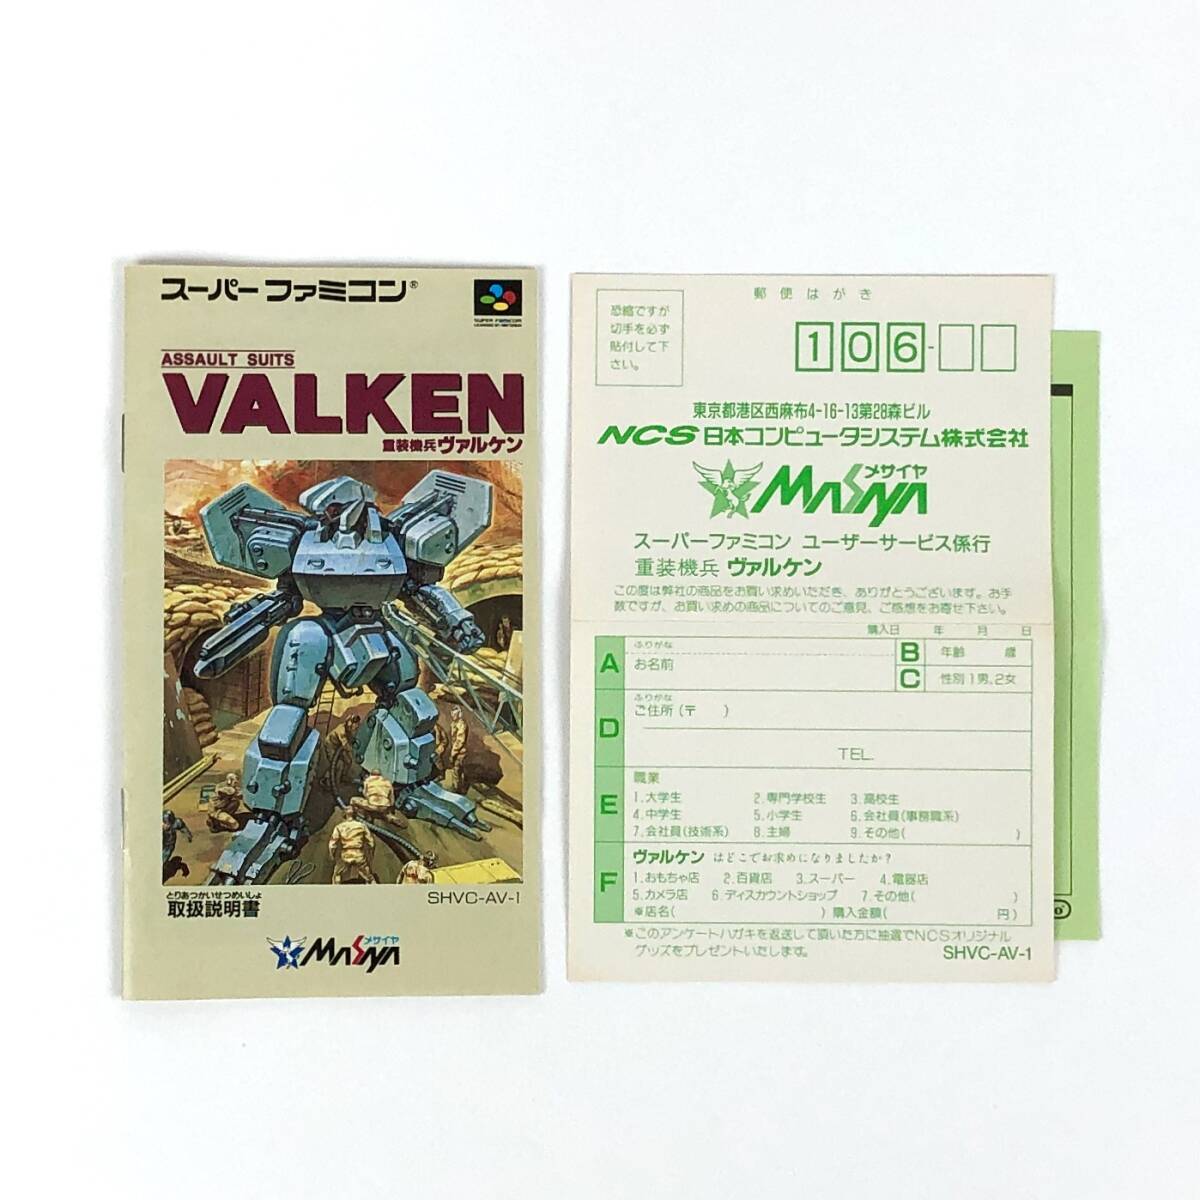 スーパーファミコン®
SUPER FAMICOM
ASSAULT SUITS
VALKEN
重装機兵ヴァルケン
SHVC-AV-1
とりあつかいせつめいしょ
取扱説明書
メサイヤ
MASAYA
郵便はがき
恐縮ですが
切手を必ず
貼付して下
さい。
106-
東京都港区西麻布4-16-13第28森ビル
NCS 日本コンピュータシステム株式会社
メサイヤ
MASAYA
スーパーファミコン ユーザーサービス係行
重装機兵 ヴァルケン
この度は弊社の商品をお買い求めいただき、ありがとうございます。お手
数ですが、お買い求めの商品についてのご意見、ご感想をお寄せ下さい。
購入日 年 月 日
A ふりがな
お名前
B 年齢 歳
C 性別 1男、2女
D ふりがな
ご住所(〒 )
TEL.
E 職業
1.大学生 2.専門学校生 3.高校生
4.中学生 5.小学生 6.会社員(事務職系)
7.会社員(技術系) 8.主婦 9.その他( )
F ヴァルケン はどこでお求めになりましたか?
1.おもちゃ店 2.百貨店 3.スーパー 4.電器店
5.カメラ店 6.ディスカウントショップ 7.その他( )
※店名( ) 購入金額( 円)
※このアンケートハガキを返送して頂いた方に抽選でNCSオリジナル
グッズをプレゼントいたします。
SHVC-AV-1